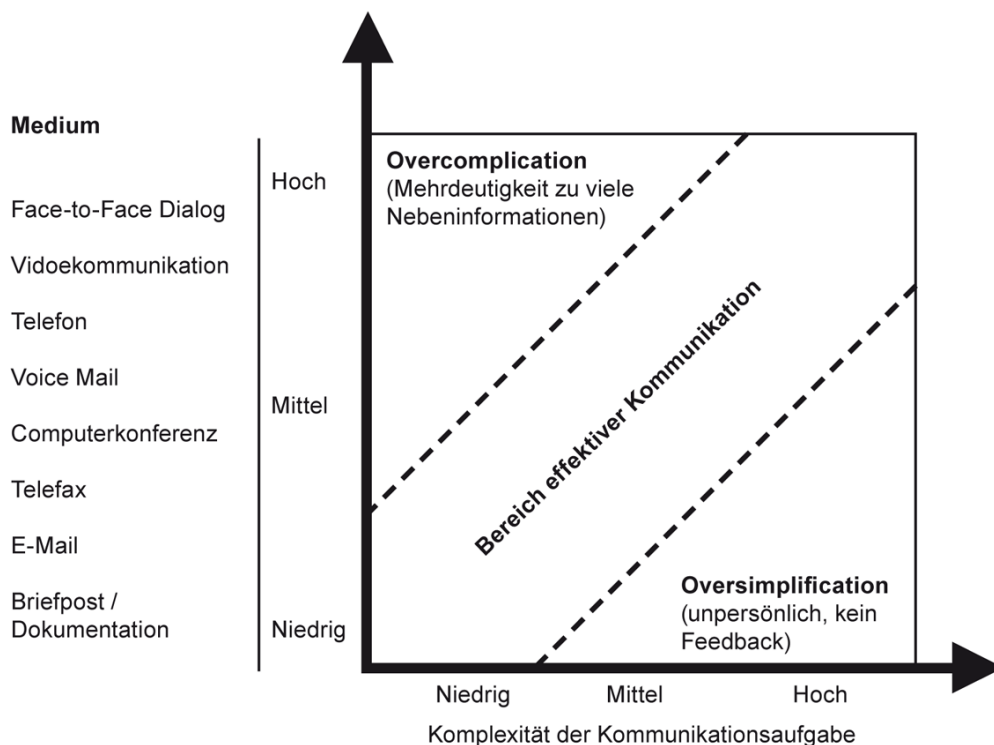 Medium
Face-to-Face Dialog
Vidoekommunikation
Telefon
Voice Mail
Computerkonferenz
Telefax
E-Mail
Briefpost /
Dokumentation
Hoch
Mittel
Niedrig
Overcomplication
(Mehrdeutigkeit zu viele
Nebeninformationen)
Bereich effektiver Kommunikation
Oversimplification
(unpersönlich, kein
Feedback)
Niedrig
Mittel
Hoch
Komplexität der Kommunikationsaufgabe